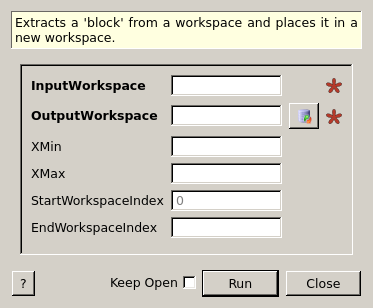 Extracts a 'block' from a workspace and places it in a
new workspace.
InputWorkspace
OutputWorkspace
XMin
XMax
StartWorkspaceIndex 0
EndWorkspaceIndex
? Keep Open Run Close